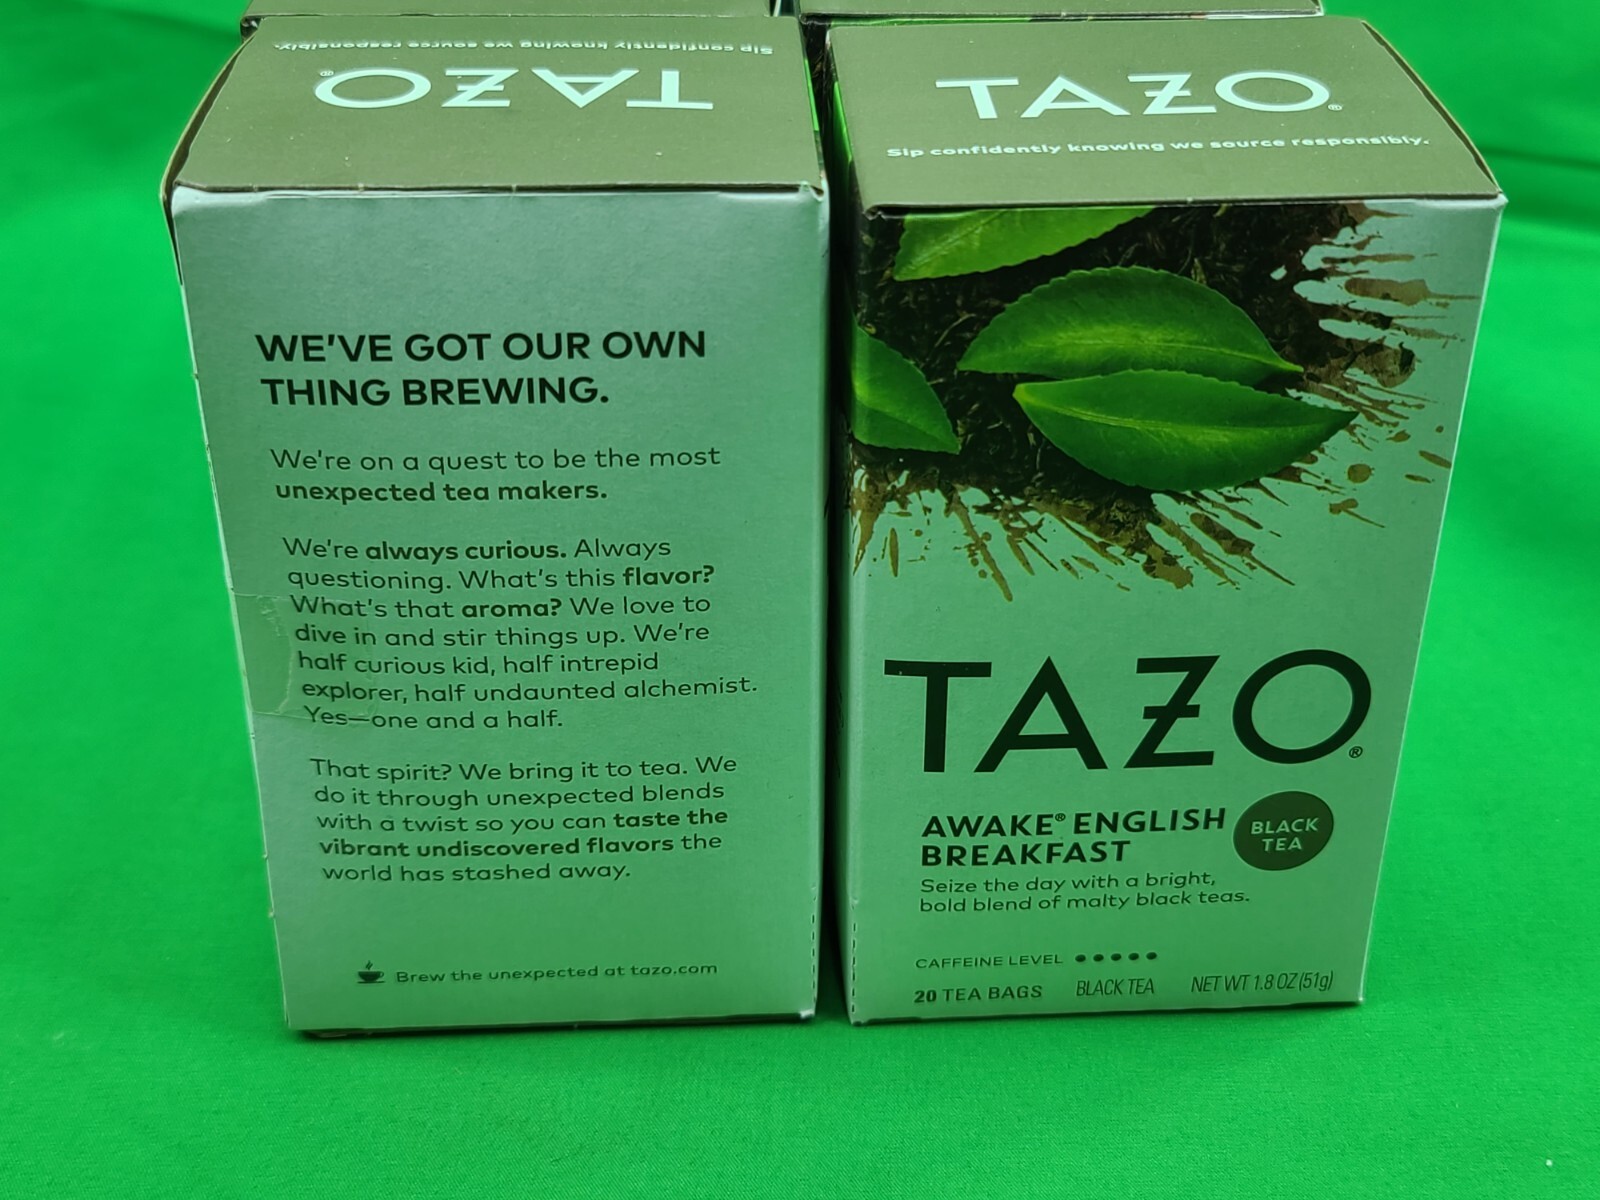 Sip confidently knowing we source responsibly.
TAZO®
WE'VE GOT OUR OWN
THING BREWING.
We're on a quest to be the most
unexpected tea makers.
We're always curious. Always
questioning. What's this flavor?
What's that aroma? We love to
dive in and stir things up. We're
half curious kid, half intrepid
explorer, half undaunted alchemist.
Yes—one and a half.
That spirit? We bring it to tea. We
do it through unexpected blends
with a twist so you can taste the
vibrant undiscovered flavors the
world has stashed away.
Brew the unexpected at tazo.com
TAZO®
Sip confidently knowing we source responsibly.
TAZO®
AWAKE® ENGLISH
BREAKFAST
BLACK
TEA
Seize the day with a bright,
bold blend of malty black teas.
CAFFEINE LEVEL •••••
20 TEA BAGS BLACK TEA NET WT 1.8 OZ (51g)